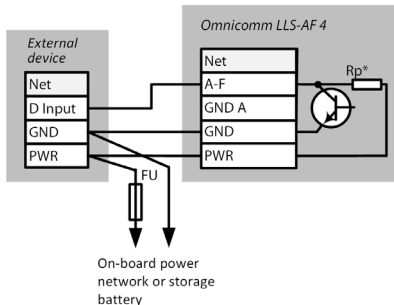 Omnicomm LLS-AF 4
External
device
Net
D Input
GND
PWR
Net
A-F
GND A
GND
PWR
Rp*
FU
On-board power
network or storage
battery